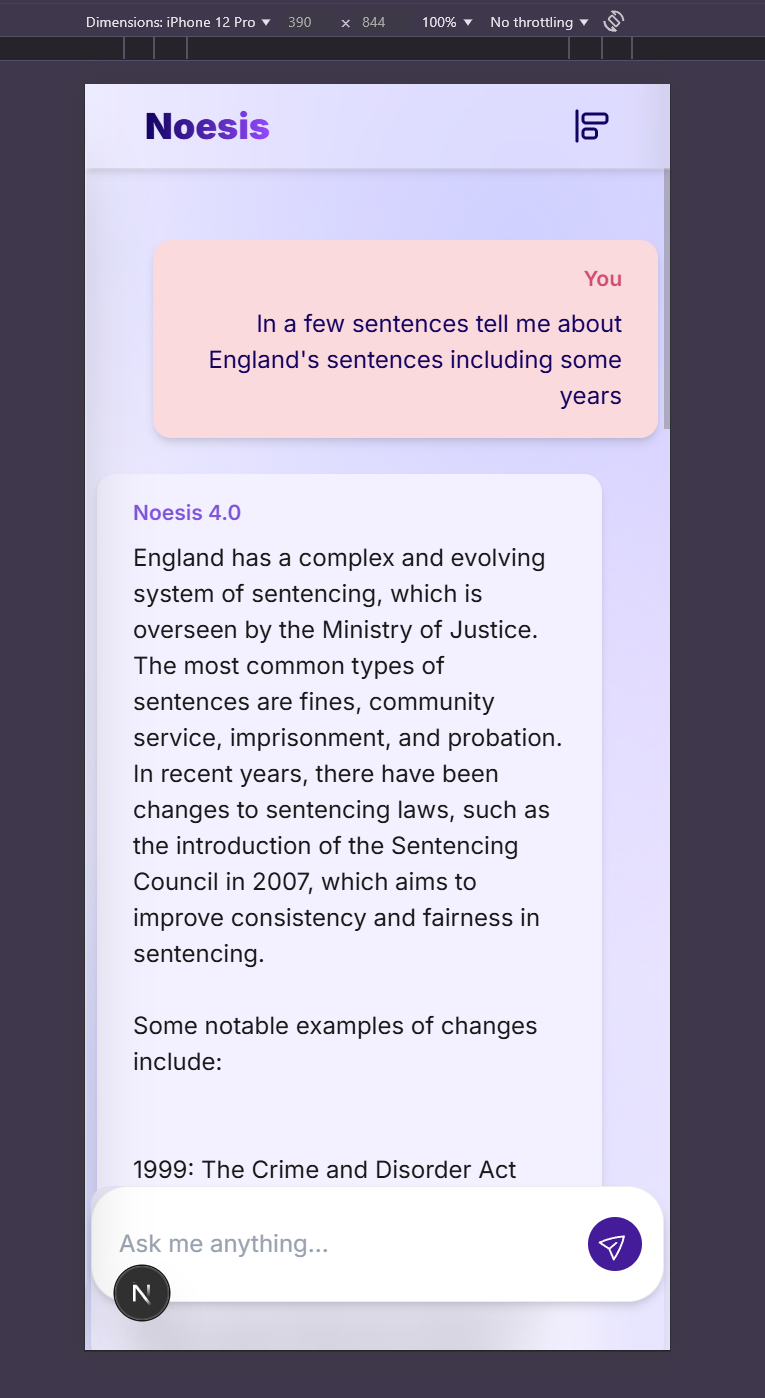 Dimensions: iPhone 12 Pro 390 × 844 100% No throttling
Noesis
You
In a few sentences tell me about
England's sentences including some
years
Noesis 4.0
England has a complex and evolving
system of sentencing, which is
overseen by the Ministry of Justice.
The most common types of
sentences are fines, community
service, imprisonment, and probation.
In recent years, there have been
changes to sentencing laws, such as
the introduction of the Sentencing
Council in 2007, which aims to
improve consistency and fairness in
sentencing.
Some notable examples of changes
include:
1999: The Crime and Disorder Act
Ask me anything...
N